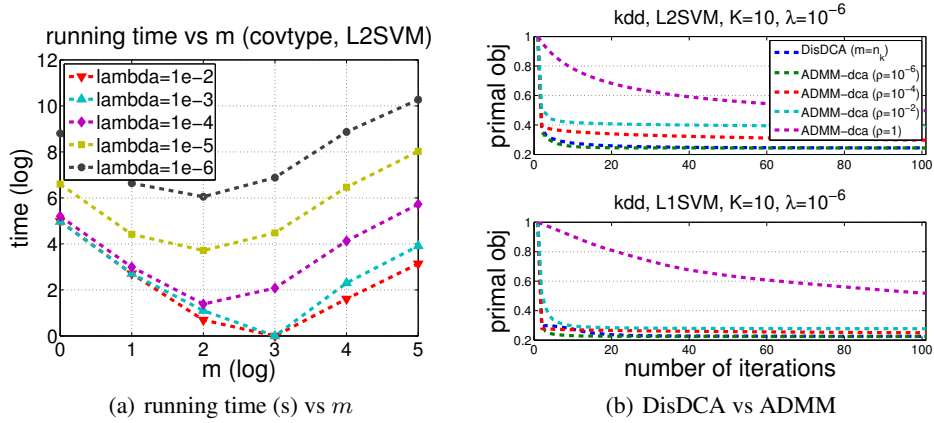 running time vs m (covtype, L2SVM)
12
10
8
6
4
2
0
time (log)
lambda=1e-2
lambda=1e-3
lambda=1e-4
lambda=1e-5
lambda=1e-6
0 1 2 3 4 5
m (log)
(a) running time (s) vs m
kdd, L2SVM, K=10, λ=10⁻⁶
1
0.8
0.6
0.4
0.2
primal obj
DisDCA (m=nₖ)
ADMM−dca (ρ=10⁻⁶)
ADMM−dca (ρ=10⁻⁴)
ADMM−dca (ρ=10⁻²)
ADMM−dca (ρ=1)
0 20 40 60 80 100
kdd, L1SVM, K=10, λ=10⁻⁶
1
0.8
0.6
0.4
0.2
primal obj
0 20 40 60 80 100
number of iterations
(b) DisDCA vs ADMM